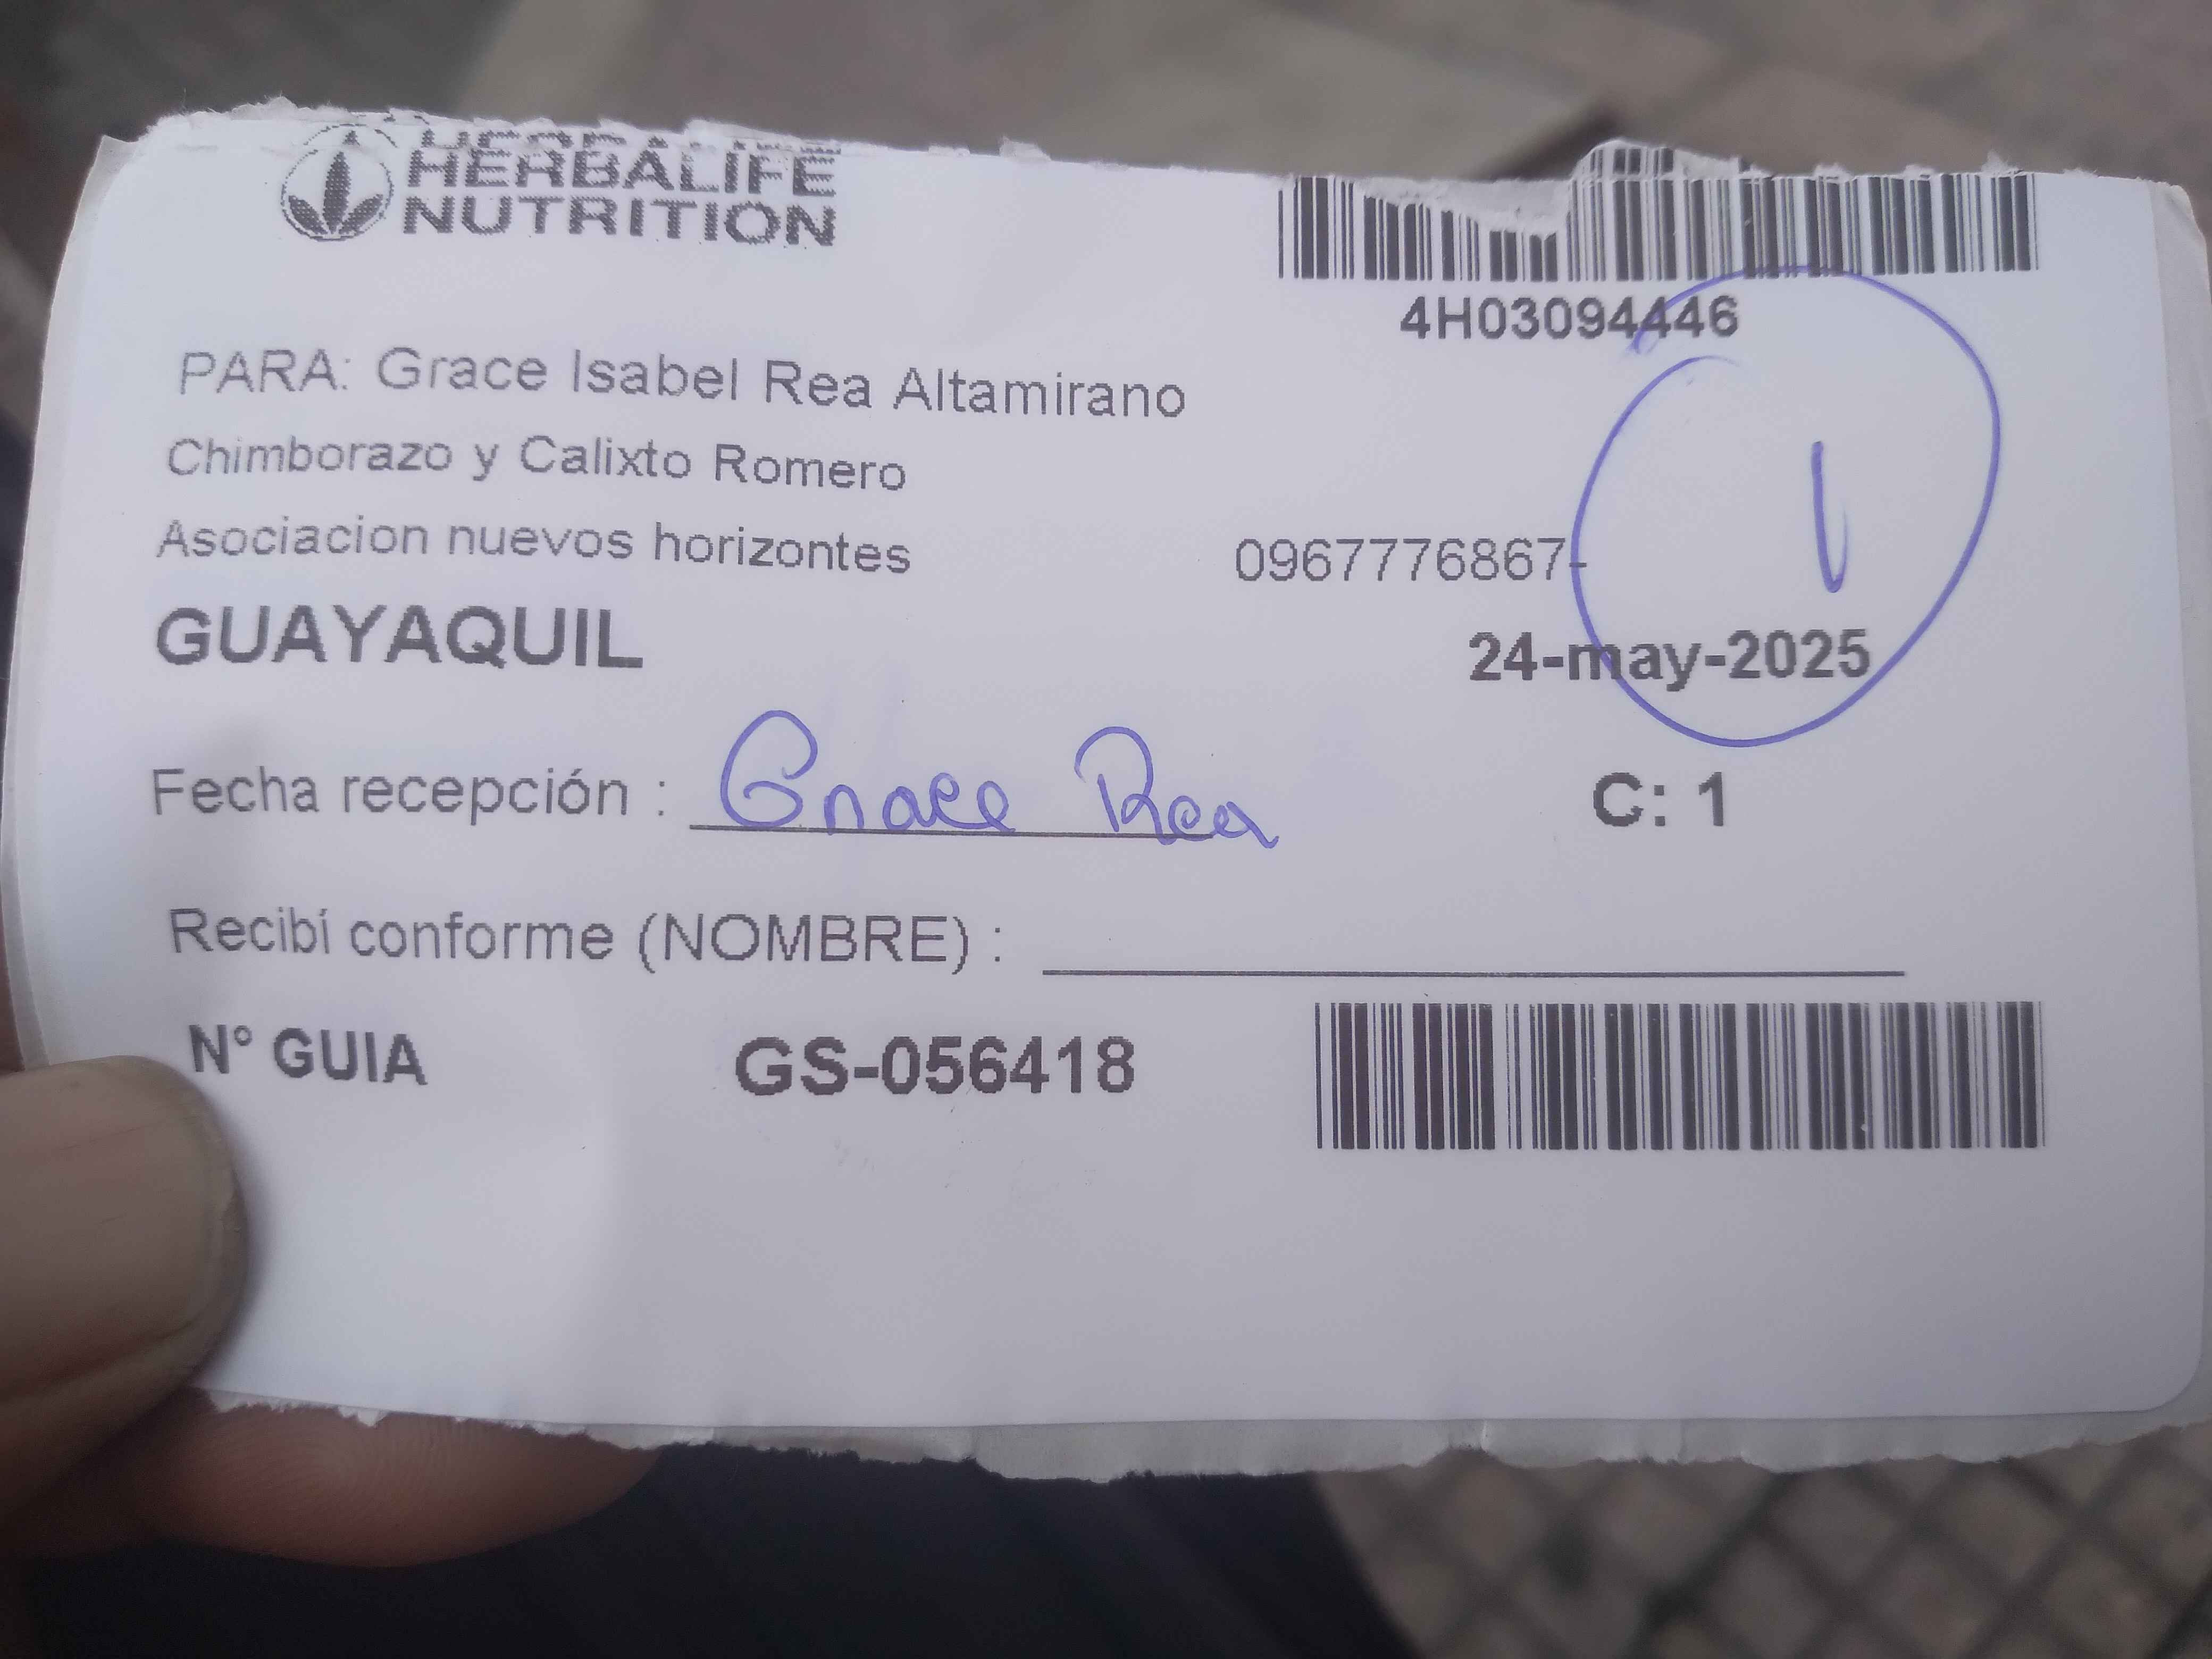 HERBALIFE
NUTRITION
4H03094446
PARA: Grace Isabel Rea Altamirano
Chimborazo y Calixto Romero
Asociacion nuevos horizontes
0967776867-
1
GUAYAQUIL
24-may-2025
Fecha recepción : Grace Rea
C: 1
Recibí conforme (NOMBRE) :
N° GUIA GS-056418